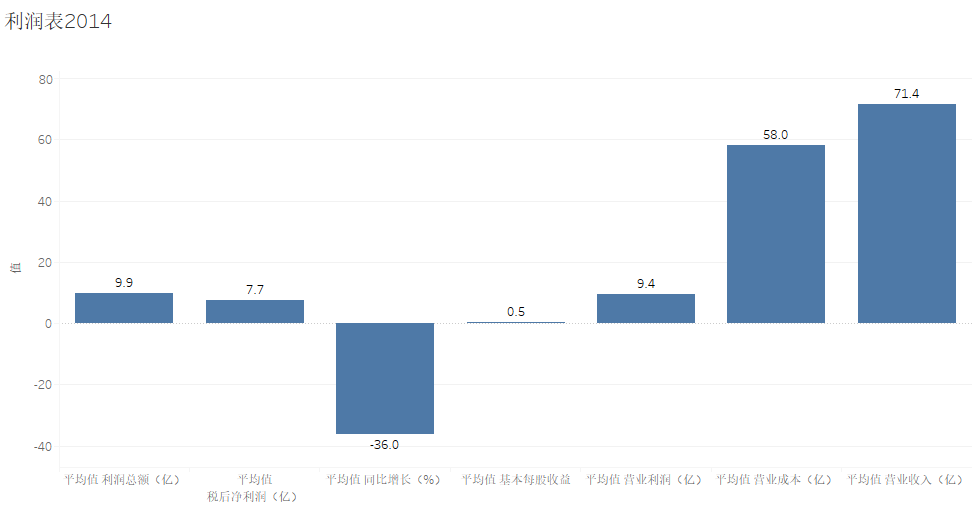 利润表2014
值
80
60
40
20
0
-20
-40
9.9
7.7
-36.0
0.5
9.4
58.0
71.4
平均值 利润总额（亿）
平均值
税后净利润（亿）
平均值 同比增长（%）
平均值 基本每股收益
平均值 营业利润（亿）
平均值 营业成本（亿）
平均值 营业收入（亿）